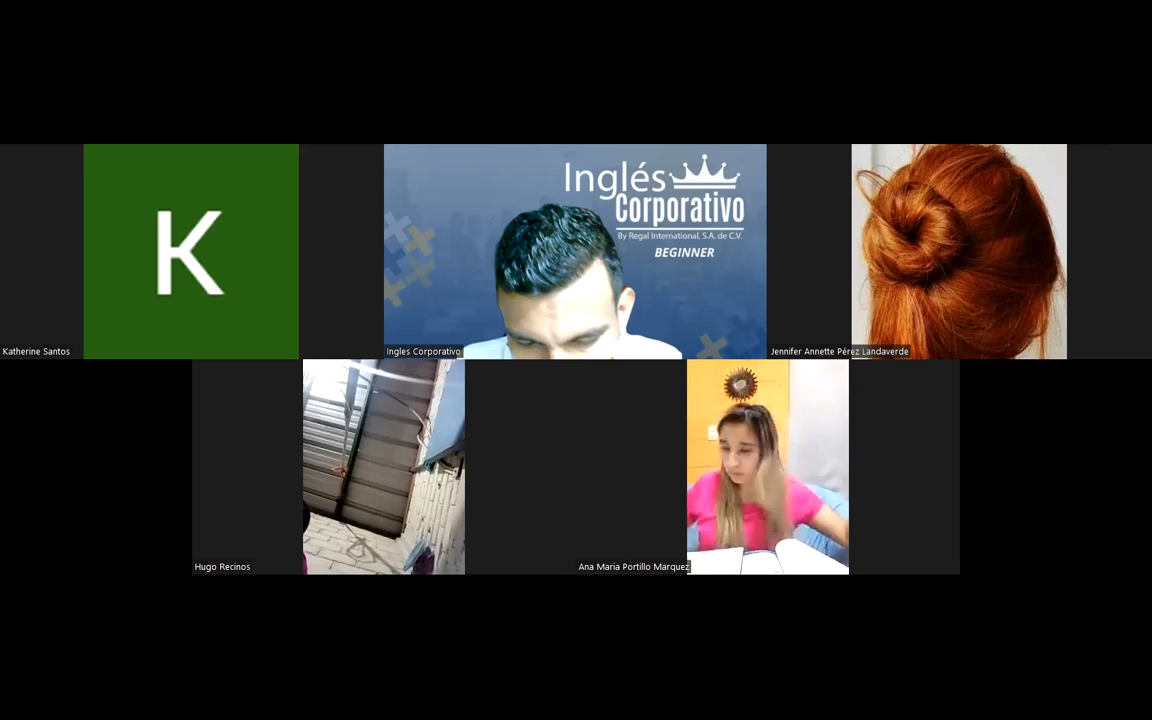 K
Katherine Santos
Inglés
Corporativo
By Regal International, S.A. de C.V.
BEGINNER
Ingles Corporativo
Jennifer Annette Pérez Landaverde
Hugo Recinos
Ana Maria Portillo Marquez